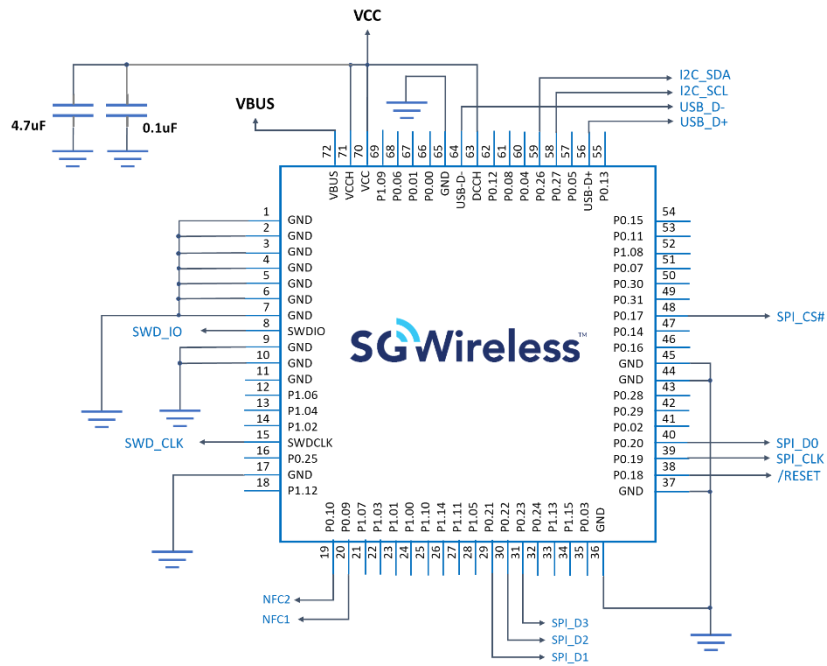 VCC
VBUS
4.7uF
0.1uF
I2C_SDA
I2C_SCL
USB_D-
USB_D+
72 71 70 69 68 67 66 65 64 63 62 61 60 59 58 57 56 55
VBUS VCCH VCC P1.09 P0.06 P0.01 P0.00 GND USB-D- DCCH P0.12 P0.08 P0.04 P0.26 P0.27 P0.05 USB-D+ P0.13
1 GND
2 GND
3 GND
4 GND
5 GND
6 GND
7 GND
SWD_IO 8 SWDIO
9 GND
10 GND
11 GND
12 P1.06
13 P1.04
14 P1.02
SWD_CLK 15 SWDCLK
16 P0.25
17 GND
18 P1.12
SGWireless™
P0.15 54
P0.11 53
P1.08 52
P0.07 51
P0.30 50
P0.31 49
P0.17 48 SPI_CS#
P0.14 47
P0.16 46
GND 45
GND 44
P0.28 43
P0.29 42
P0.02 41
P0.20 40 SPI_D0
P0.19 39 SPI_CLK
P0.18 38 /RESET
GND 37
P0.10 P0.09 P1.07 P1.03 P1.01 P1.00 P1.10 P1.14 P1.11 P1.05 P0.21 P0.22 P0.23 P0.24 P1.13 P1.15 P0.03 GND
19 20 21 22 23 24 25 26 27 28 29 30 31 32 33 34 35 36
NFC2
NFC1
SPI_D3
SPI_D2
SPI_D1